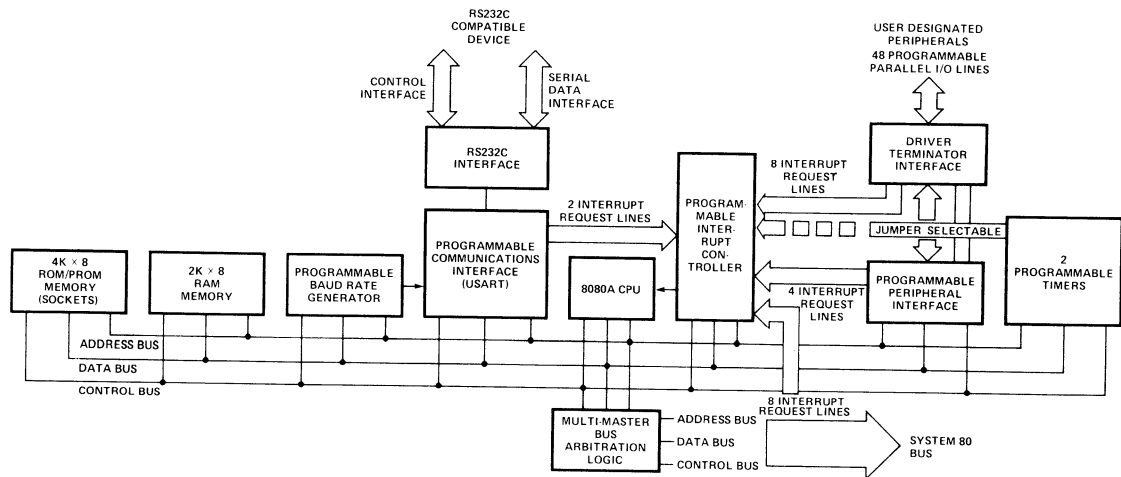 RS232C
COMPATIBLE
DEVICE
CONTROL
INTERFACE
SERIAL
DATA
INTERFACE
RS232C
INTERFACE
USER DESIGNATED
PERIPHERALS
48 PROGRAMMABLE
PARALLEL I/O LINES
DRIVER
TERMINATOR
INTERFACE
8 INTERRUPT
REQUEST
LINES
2 INTERRUPT
REQUEST LINES
PROGRAM-
MABLE
INTER-
RUPT
CON-
TROLLER
JUMPER SELECTABLE
4K × 8
ROM/PROM
MEMORY
(SOCKETS)
2K × 8
RAM
MEMORY
PROGRAMMABLE
BAUD RATE
GENERATOR
PROGRAMMABLE
COMMUNICATIONS
INTERFACE
(USART)
8080A CPU
4 INTERRUPT
REQUEST
LINES
PROGRAMMABLE
PERIPHERAL
INTERFACE
2
PROGRAMMABLE
TIMERS
ADDRESS BUS
DATA BUS
CONTROL BUS
8 INTERRUPT
REQUEST LINES
MULTI-MASTER
BUS
ARBITRATION
LOGIC
ADDRESS BUS
DATA BUS
CONTROL BUS
SYSTEM 80
BUS